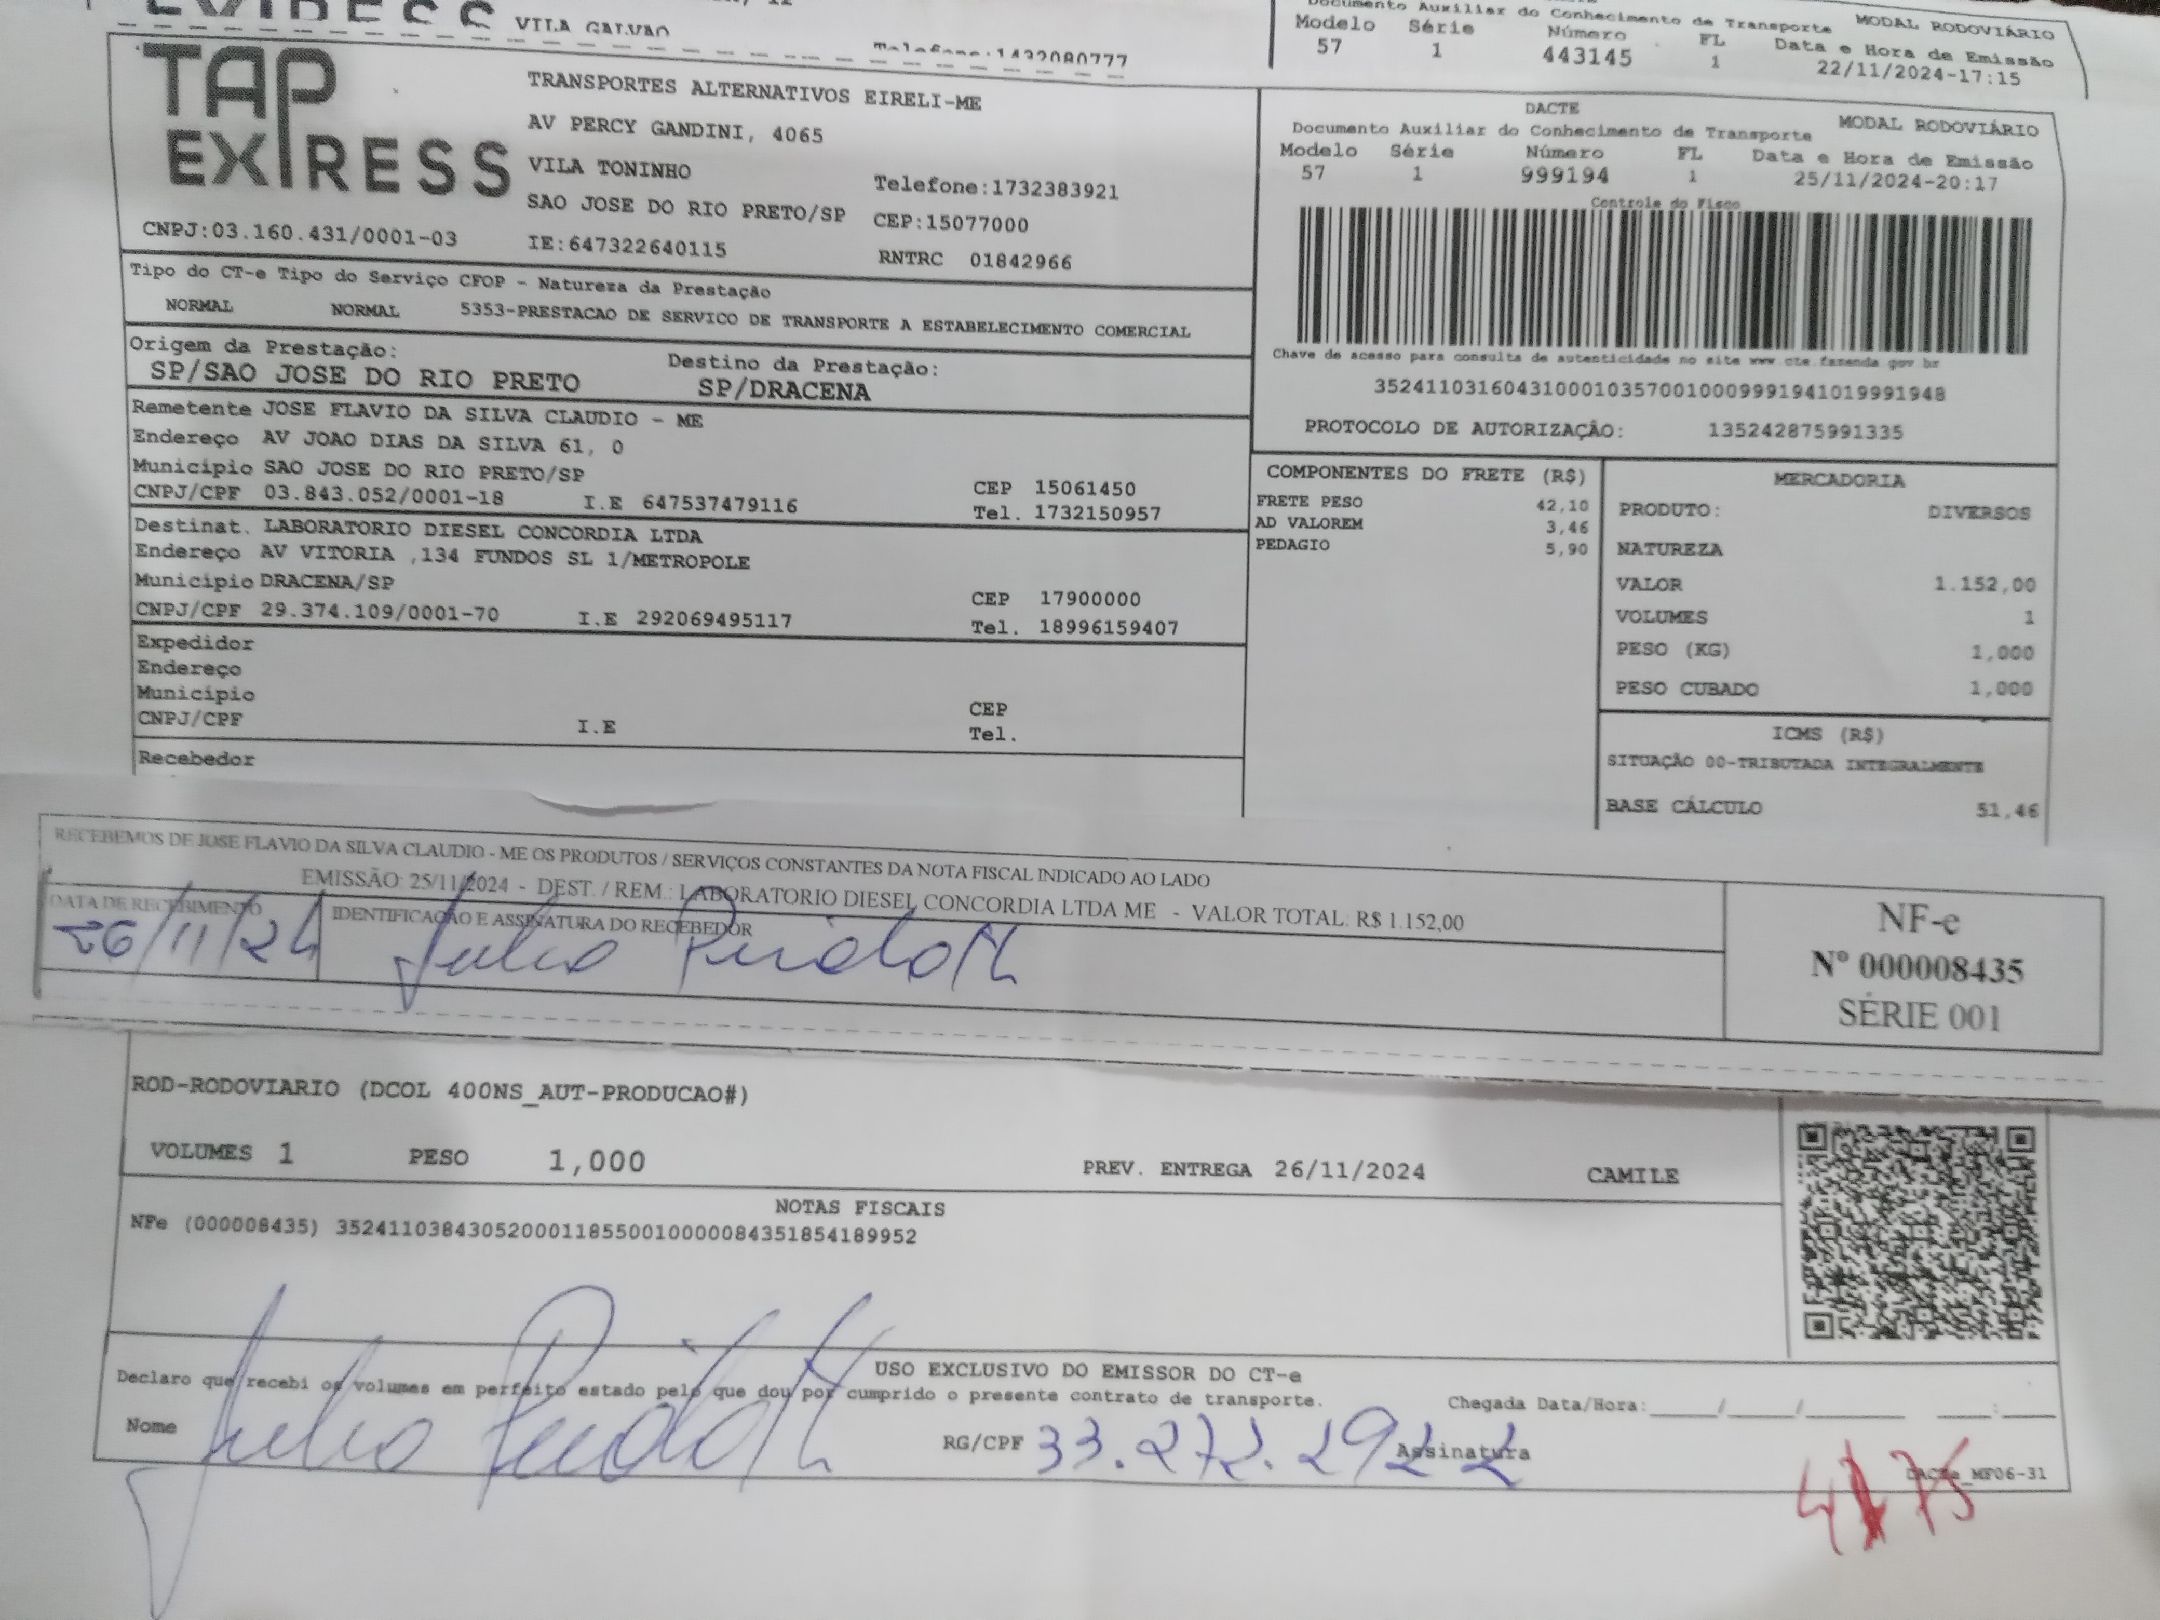 VILA GALVAO
Telefone:1432080777
Documento Auxiliar do Conhecimento de Transporte
MODAL RODOVIÁRIO
Modelo Série Número FL Data e Hora de Emissão
57 1 443145 1 22/11/2024-17:15
TAP EXPRESS
TRANSPORTES ALTERNATIVOS EIRELI-ME
AV PERCY GANDINI, 4065
VILA TONINHO
Telefone:1732383921
SAO JOSE DO RIO PRETO/SP CEP:15077000
CNPJ:03.160.431/0001-03 IE:647322640115 RNTRC 01842966
DACTE
Documento Auxiliar do Conhecimento de Transporte
MODAL RODOVIÁRIO
Modelo Série Número FL Data e Hora de Emissão
57 1 999194 1 25/11/2024-20:17
Controle do Fisco
Chave de acesso para consulta de autenticidade no site www.cte.fazenda.gov.br
35241103160431000103570010009991941019991948
PROTOCOLO DE AUTORIZAÇÃO: 135242875991335
Tipo do CT-e Tipo do Serviço CFOP - Natureza da Prestação
NORMAL NORMAL 5353-PRESTACAO DE SERVICO DE TRANSPORTE A ESTABELECIMENTO COMERCIAL
Origem da Prestação: Destino da Prestação:
SP/SAO JOSE DO RIO PRETO SP/DRACENA
Remetente JOSE FLAVIO DA SILVA CLAUDIO - ME
Endereço AV JOAO DIAS DA SILVA 61, 0
Município SAO JOSE DO RIO PRETO/SP CEP 15061450
CNPJ/CPF 03.843.052/0001-18 I.E 647537479116 Tel. 1732150957
Destinat. LABORATORIO DIESEL CONCORDIA LTDA
Endereço AV VITORIA ,134 FUNDOS SL 1/METROPOLE
Município DRACENA/SP CEP 17900000
CNPJ/CPF 29.374.109/0001-70 I.E 292069495117 Tel. 18996159407
Expedidor
Endereço
Município CEP
CNPJ/CPF I.E Tel.
Recebedor
COMPONENTES DO FRETE (R$)
FRETE PESO 42,10
AD VALOREM 3,46
PEDAGIO 5,90
MERCADORIA
PRODUTO: DIVERSOS
NATUREZA
VALOR 1.152,00
VOLUMES 1
PESO (KG) 1,000
PESO CUBADO 1,000
ICMS (R$)
SITUAÇÃO 00-TRIBUTADA INTEGRALMENTE
BASE CÁLCULO 51,46
RECEBEMOS DE JOSE FLAVIO DA SILVA CLAUDIO - ME OS PRODUTOS / SERVIÇOS CONSTANTES DA NOTA FISCAL INDICADO AO LADO
EMISSÃO: 25/11/2024 - DEST. / REM.: LABORATORIO DIESEL CONCORDIA LTDA ME - VALOR TOTAL: R$ 1.152,00
DATA DE RECEBIMENTO IDENTIFICAÇÃO E ASSINATURA DO RECEBEDOR
26/11/24
NF-e
Nº 000008435
SÉRIE 001
ROD-RODOVIARIO (DCOL 400NS_AUT-PRODUCAO#)
VOLUMES 1 PESO 1,000 PREV. ENTREGA 26/11/2024 CAMILE
NOTAS FISCAIS
NFe (000008435) 35241103843052000118550010000084351854189952
USO EXCLUSIVO DO EMISSOR DO CT-e
Declaro que recebi os volumes em perfeito estado pelo que dou por cumprido o presente contrato de transporte.
Chegada Data/Hora:____/____/______ ___:___
Nome RG/CPF 33.272.292-2 Assinatura
DACTe_MF06-31